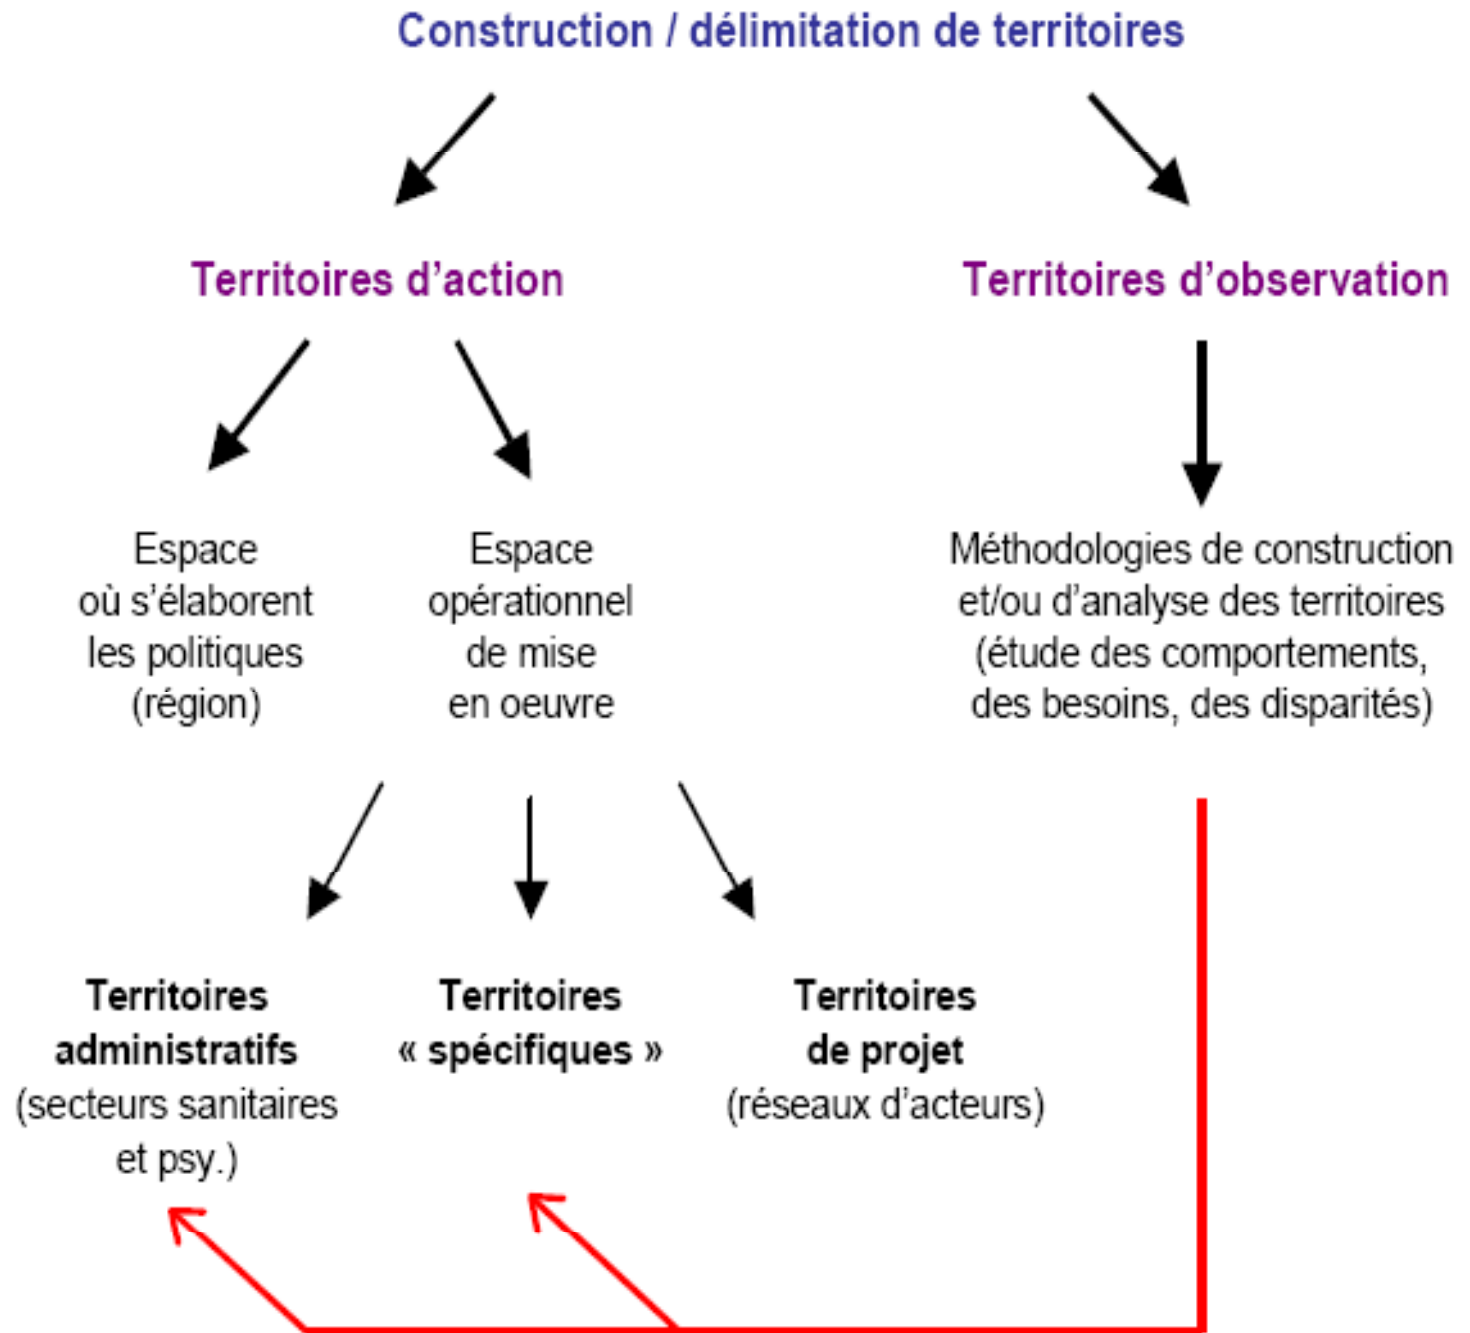 Construction / délimitation de territoires
Territoires d’action
Territoires d’observation
Espace
où s’élaborent
les politiques
(région)
Espace
opérationnel
de mise
en oeuvre
Méthodologies de construction
et/ou d’analyse des territoires
(étude des comportements,
des besoins, des disparités)
Territoires
administratifs
(secteurs sanitaires
et psy.)
Territoires
« spécifiques »
Territoires
de projet
(réseaux d’acteurs)